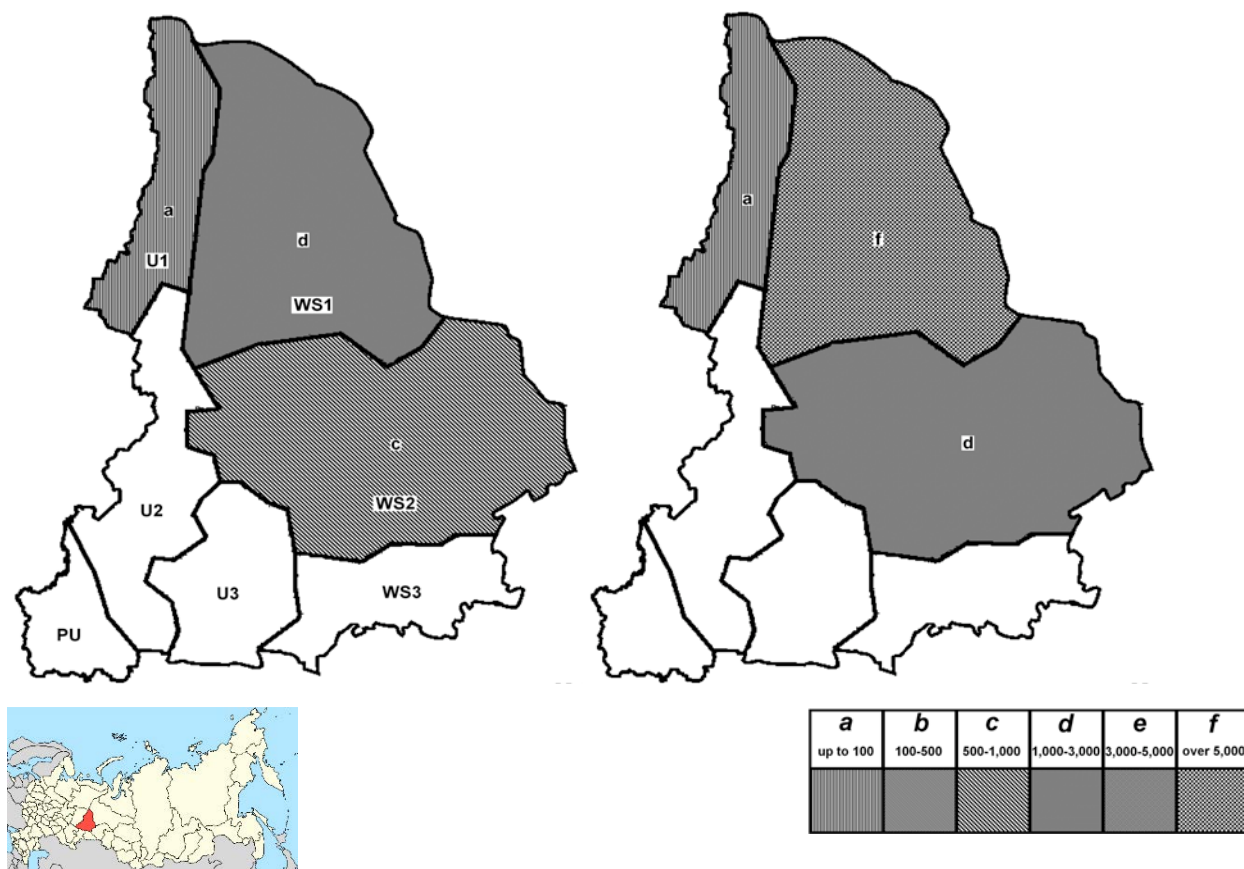 a
U1
d
WS1
c
WS2
U2
U3
WS3
PU
a
f
d
a b c d e f
up to 100 100-500 500-1,000 1,000-3,000 3,000-5,000 over 5,000